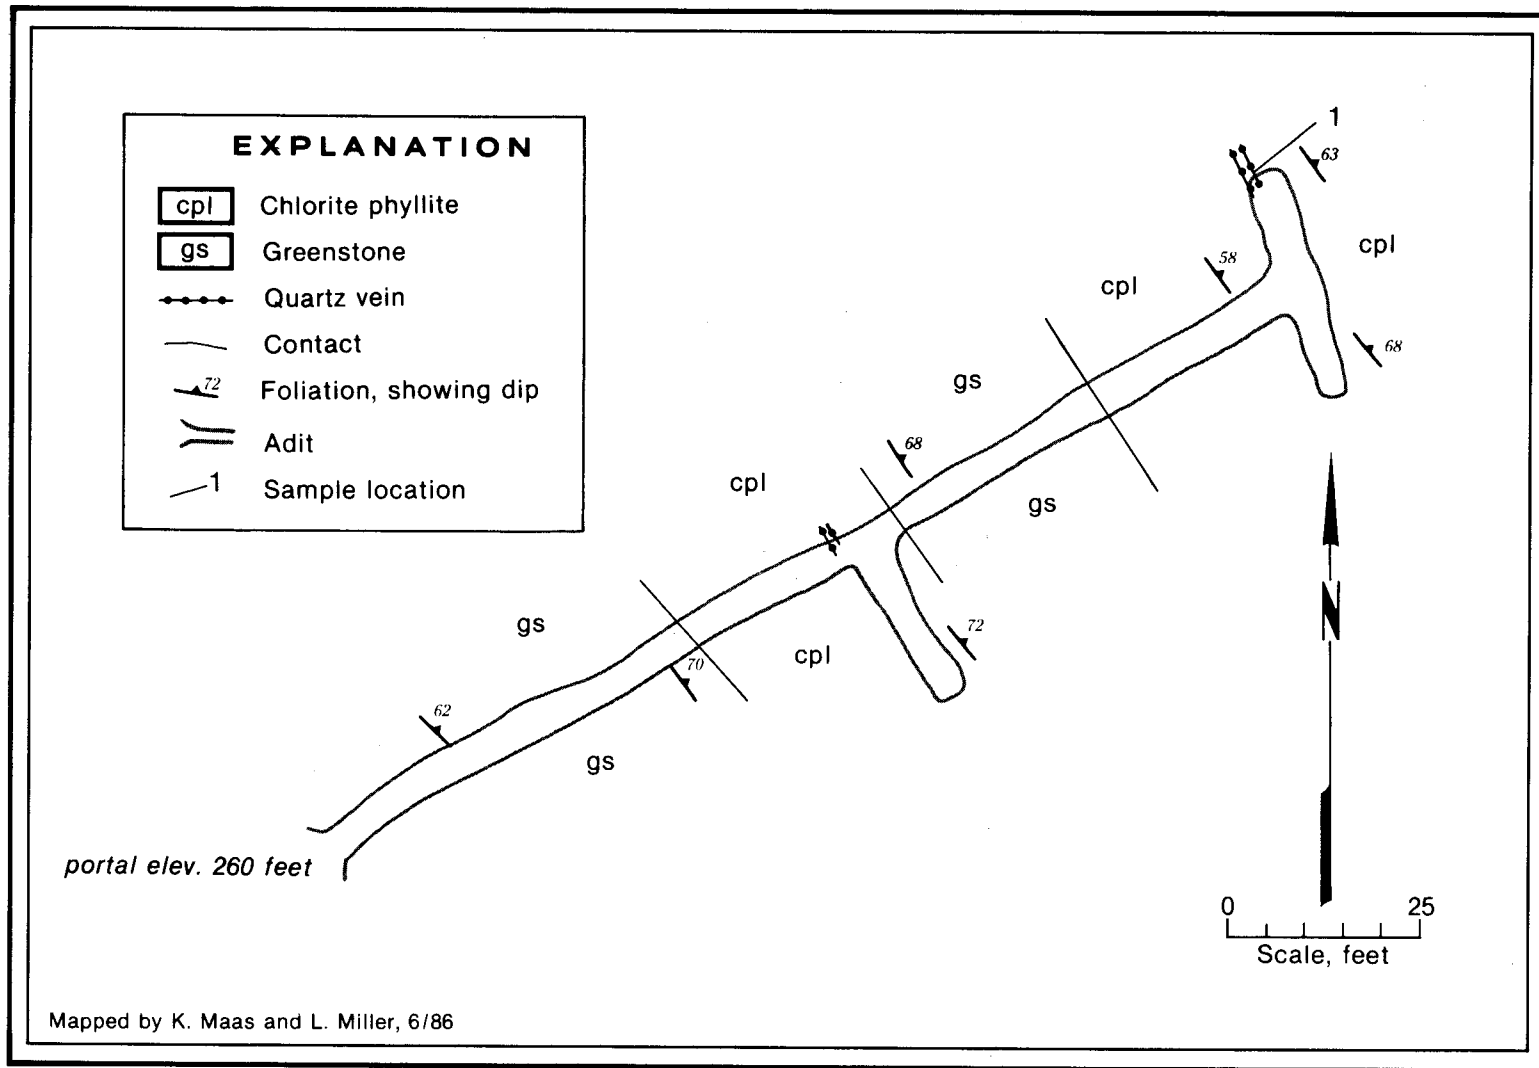 EXPLANATION
cpl Chlorite phyllite
gs Greenstone
Quartz vein
Contact
72 Foliation, showing dip
Adit
1 Sample location
1
63
cpl
58
cpl
68
gs
68
cpl
gs
N
gs
72
cpl
70
62
gs
portal elev. 260 feet
0 25
Scale, feet
Mapped by K. Maas and L. Miller, 6/86